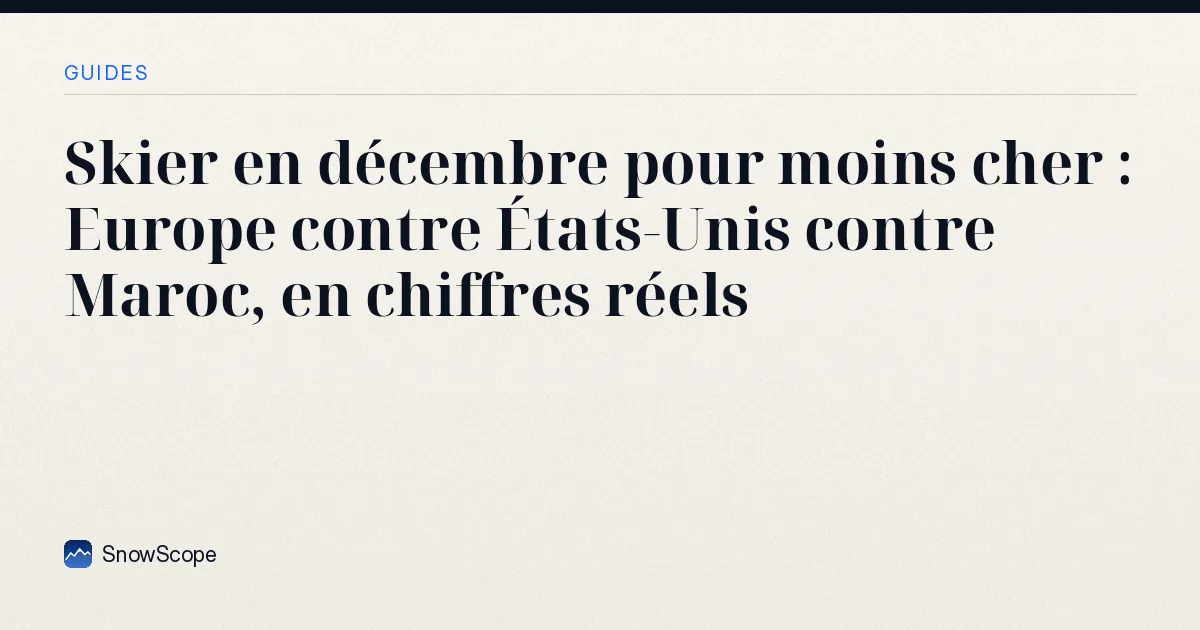 GUIDES
Skier en décembre pour moins cher :
Europe contre États-Unis contre
Maroc, en chiffres réels
SnowScope